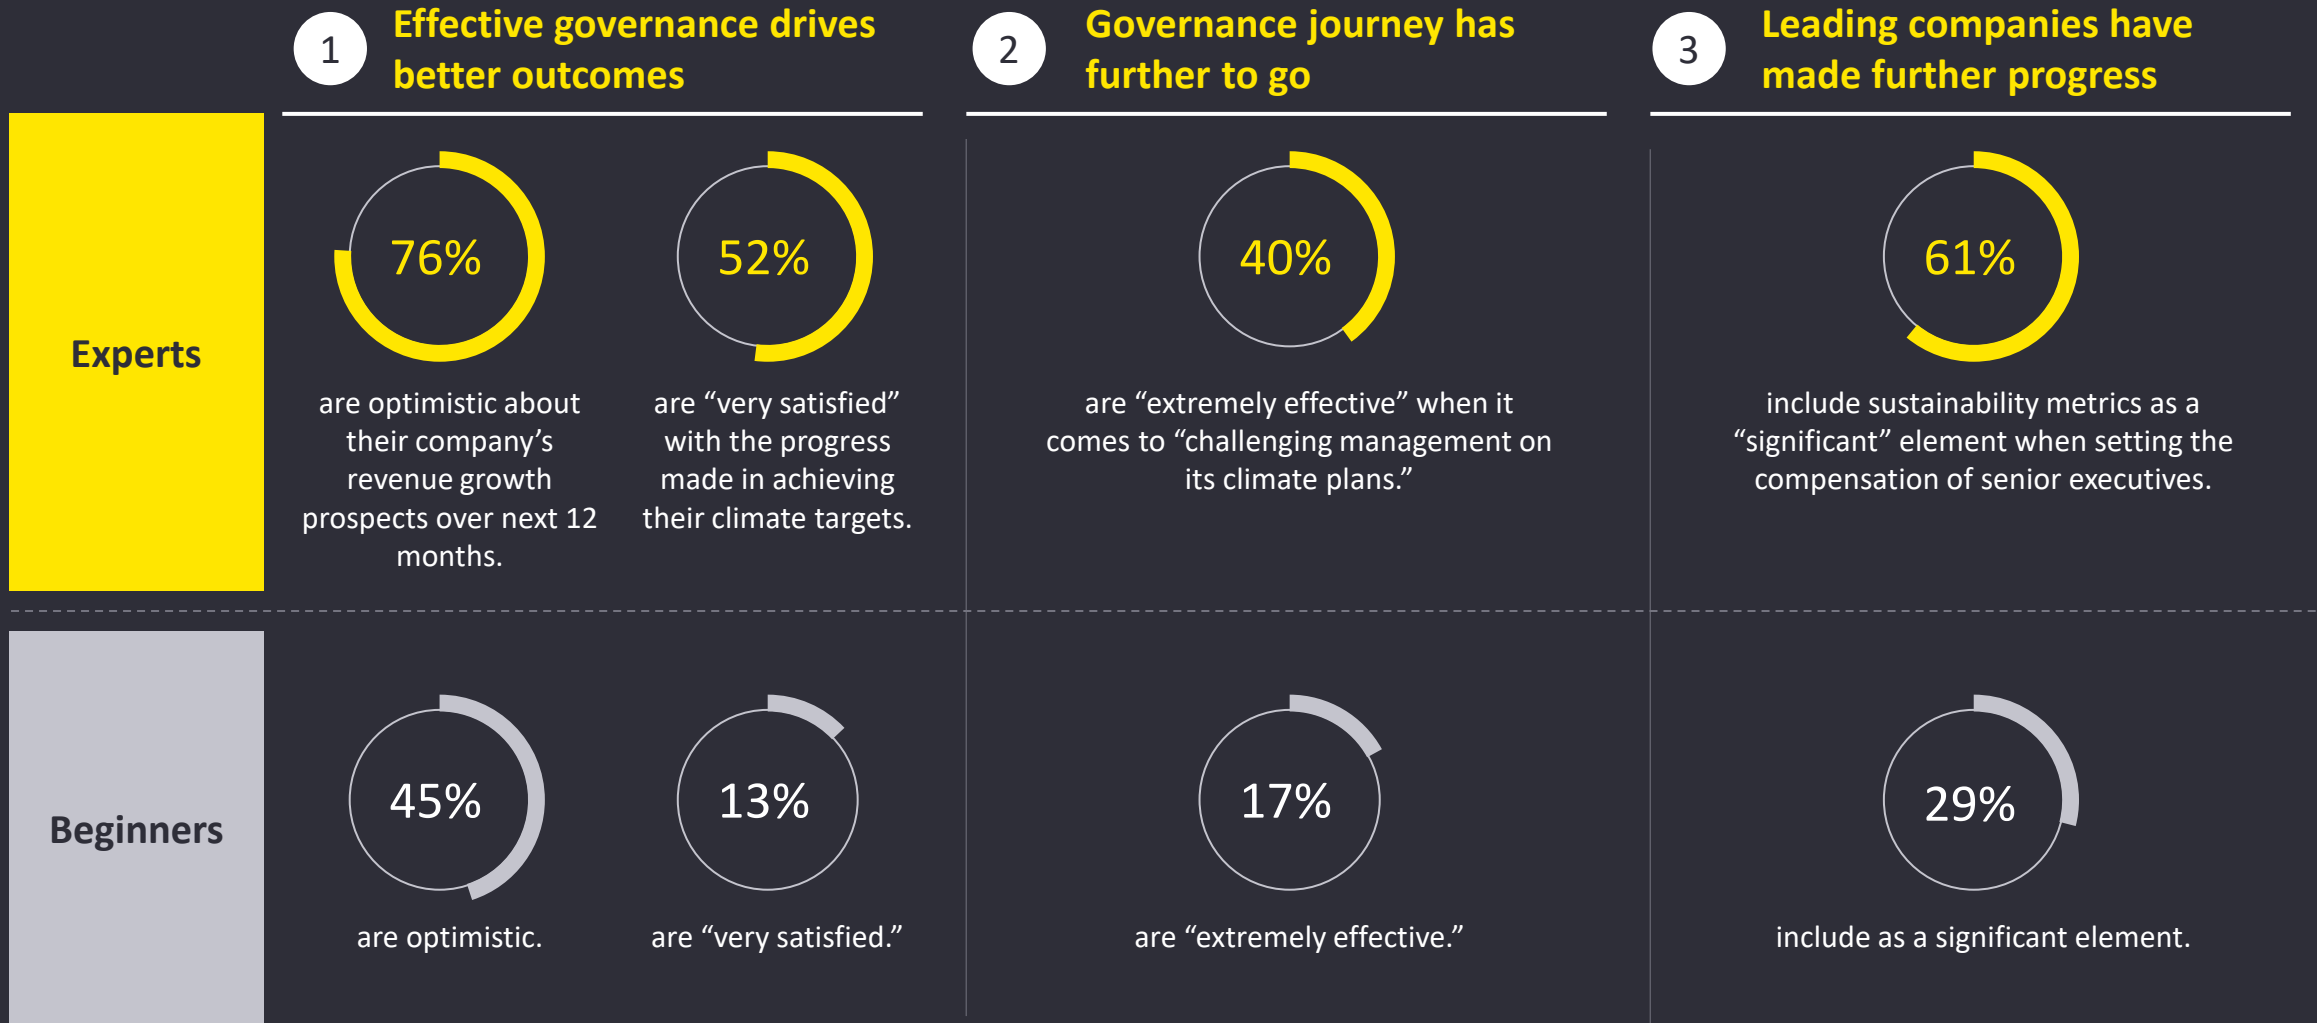 1
Effective governance drives
better outcomes
2
Governance journey has
further to go
3
Leading companies have
made further progress
Experts
76%
are optimistic about
their company’s
revenue growth
prospects over next 12
months.
52%
are “very satisfied”
with the progress
made in achieving
their climate targets.
40%
are “extremely effective” when it
comes to “challenging management on
its climate plans.”
61%
include sustainability metrics as a
“significant” element when setting the
compensation of senior executives.
Beginners
45%
are optimistic.
13%
are “very satisfied.”
17%
are “extremely effective.”
29%
include as a significant element.